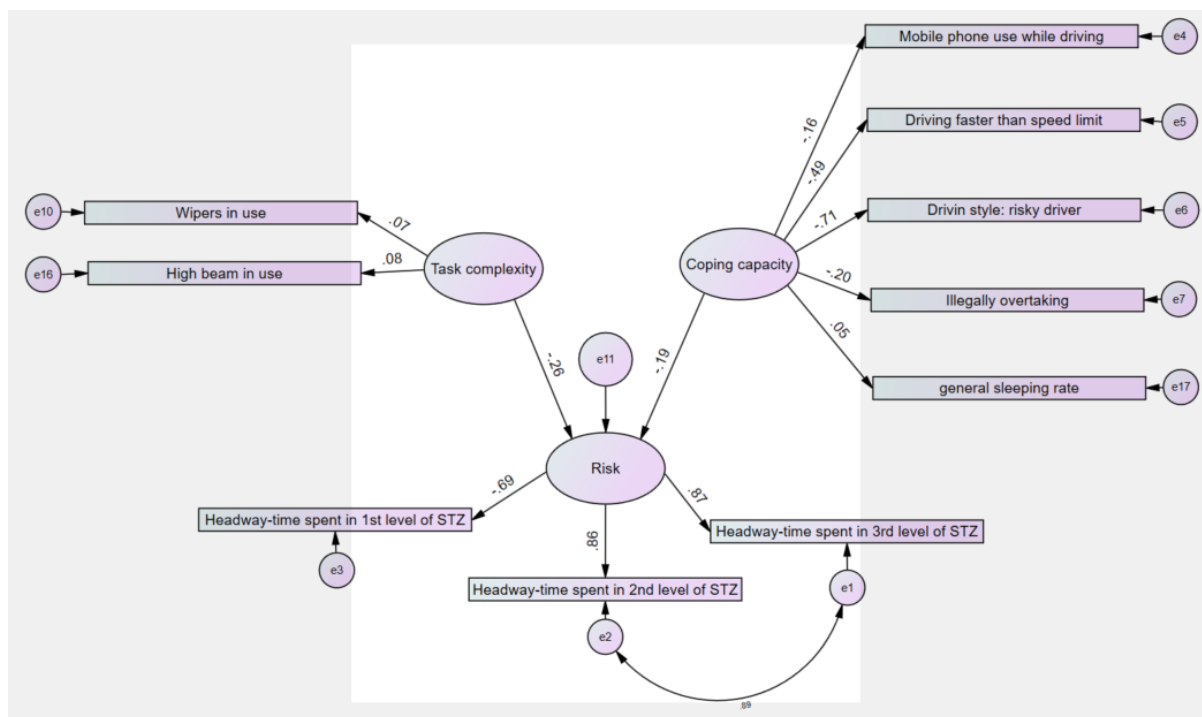 Mobile phone use while driving
e4
-.16
Driving faster than speed limit
e5
-.49
e10
Wipers in use
.07
Drivin style: risky driver
e6
-.71
e16
High beam in use
.08
Task complexity
Coping capacity
-.20
Illegally overtaking
e7
.05
general sleeping rate
e17
-.26
e11
-.19
Risk
-.69
.87
.86
Headway-time spent in 1st level of STZ
Headway-time spent in 3rd level of STZ
e3
Headway-time spent in 2nd level of STZ
e1
e2
.89